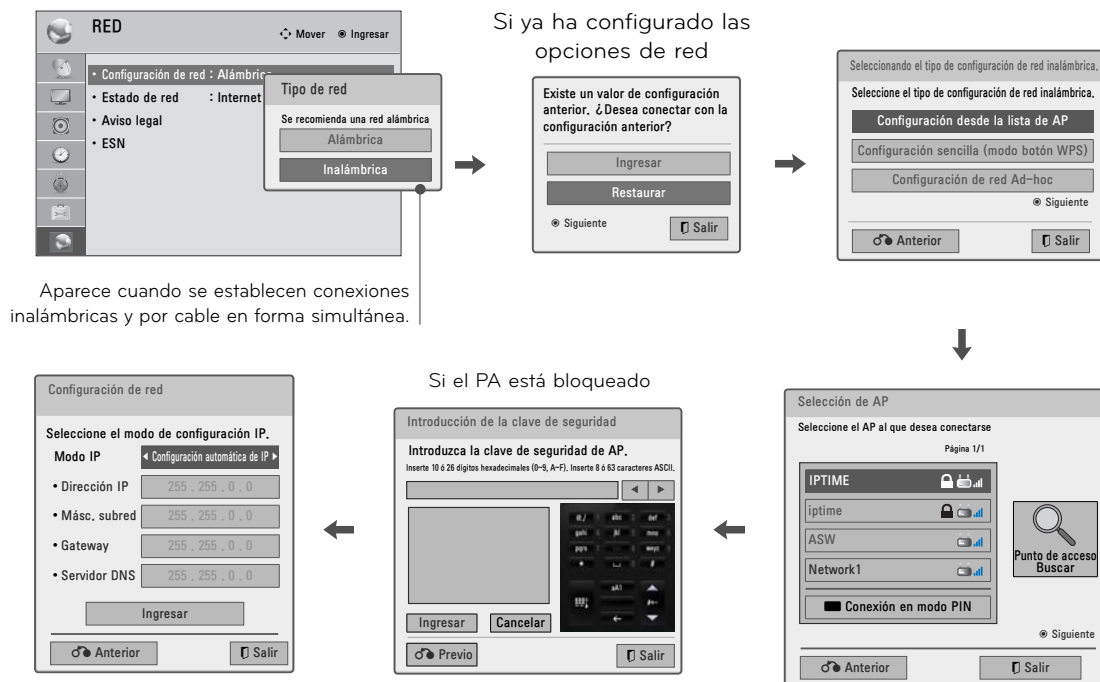 RED
Mover ◉ Ingresar
• Configuración de red : Alámbrica
• Estado de red : Internet
• Aviso legal
• ESN
Tipo de red
Se recomienda una red alámbrica
Alámbrica
Inalámbrica
Aparece cuando se establecen conexiones
inalámbricas y por cable en forma simultánea.
Si ya ha configurado las
opciones de red
Existe un valor de configuración
anterior. ¿Desea conectar con la
configuración anterior?
Ingresar
Restaurar
◉ Siguiente
Salir
Seleccionando el tipo de configuración de red inalámbrica.
Seleccione el tipo de configuración de red inalámbrica.
Configuración desde la lista de AP
Configuración sencilla (modo botón WPS)
Configuración de red Ad-hoc
◉ Siguiente
Anterior
Salir
Selección de AP
Seleccione el AP al que desea conectarse
Página 1/1
IPTIME
iptime
ASW
Network1
Conexión en modo PIN
Punto de acceso
Buscar
◉ Siguiente
Anterior
Salir
Si el PA está bloqueado
Introducción de la clave de seguridad
Introduzca la clave de seguridad de AP.
Inserte 10 ó 26 dígitos hexadecimales (0-9, A-F). Inserte 8 ó 63 caracteres ASCII.
◀ ▶
abc def
jkl mno
pqrs wxyz
aA1
Ingresar
Cancelar
Previo
Salir
Configuración de red
Seleccione el modo de configuración IP.
Modo IP ◀ Configuración automática de IP ▶
• Dirección IP 255 . 255 . 0 . 0
• Másc. subred 255 . 255 . 0 . 0
• Gateway 255 . 255 . 0 . 0
• Servidor DNS 255 . 255 . 0 . 0
Ingresar
Anterior
Salir